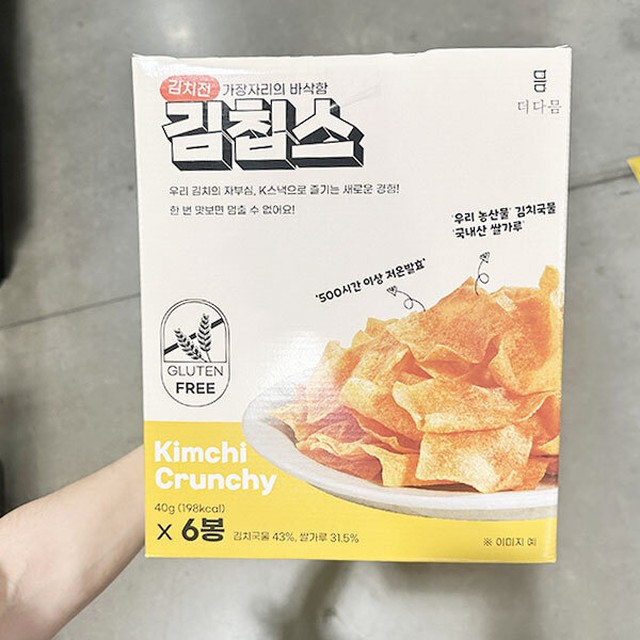 김치전 가장자리의 바삭함
김칩스
더다믐
우리 김치의 자부심, K스낵으로 즐기는 새로운 경험!
한 번 맛보면 멈출 수 없어요!
'우리 농산물' 김치국물
'국내산 쌀가루'
'500시간 이상 저온발효'
GLUTEN
FREE
Kimchi
Crunchy
40g (198kcal)
x 6봉 김치국물 43%, 쌀가루 31.5%
※ 이미지 예